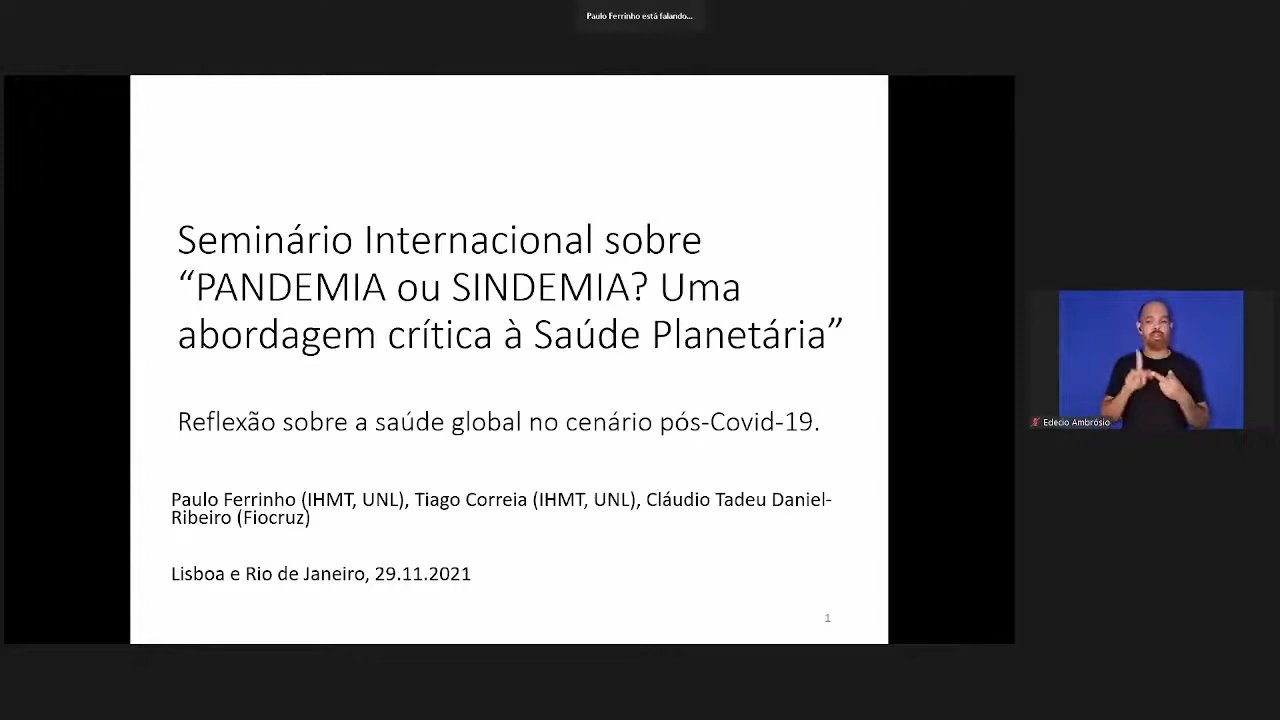 Paulo Ferrinho está falando...
Seminário Internacional sobre
“PANDEMIA ou SINDEMIA? Uma
abordagem crítica à Saúde Planetária”
Reflexão sobre a saúde global no cenário pós-Covid-19.
Paulo Ferrinho (IHMT, UNL), Tiago Correia (IHMT, UNL), Cláudio Tadeu Daniel-
Ribeiro (Fiocruz)
Lisboa e Rio de Janeiro, 29.11.2021
1
Edecio Ambrósio